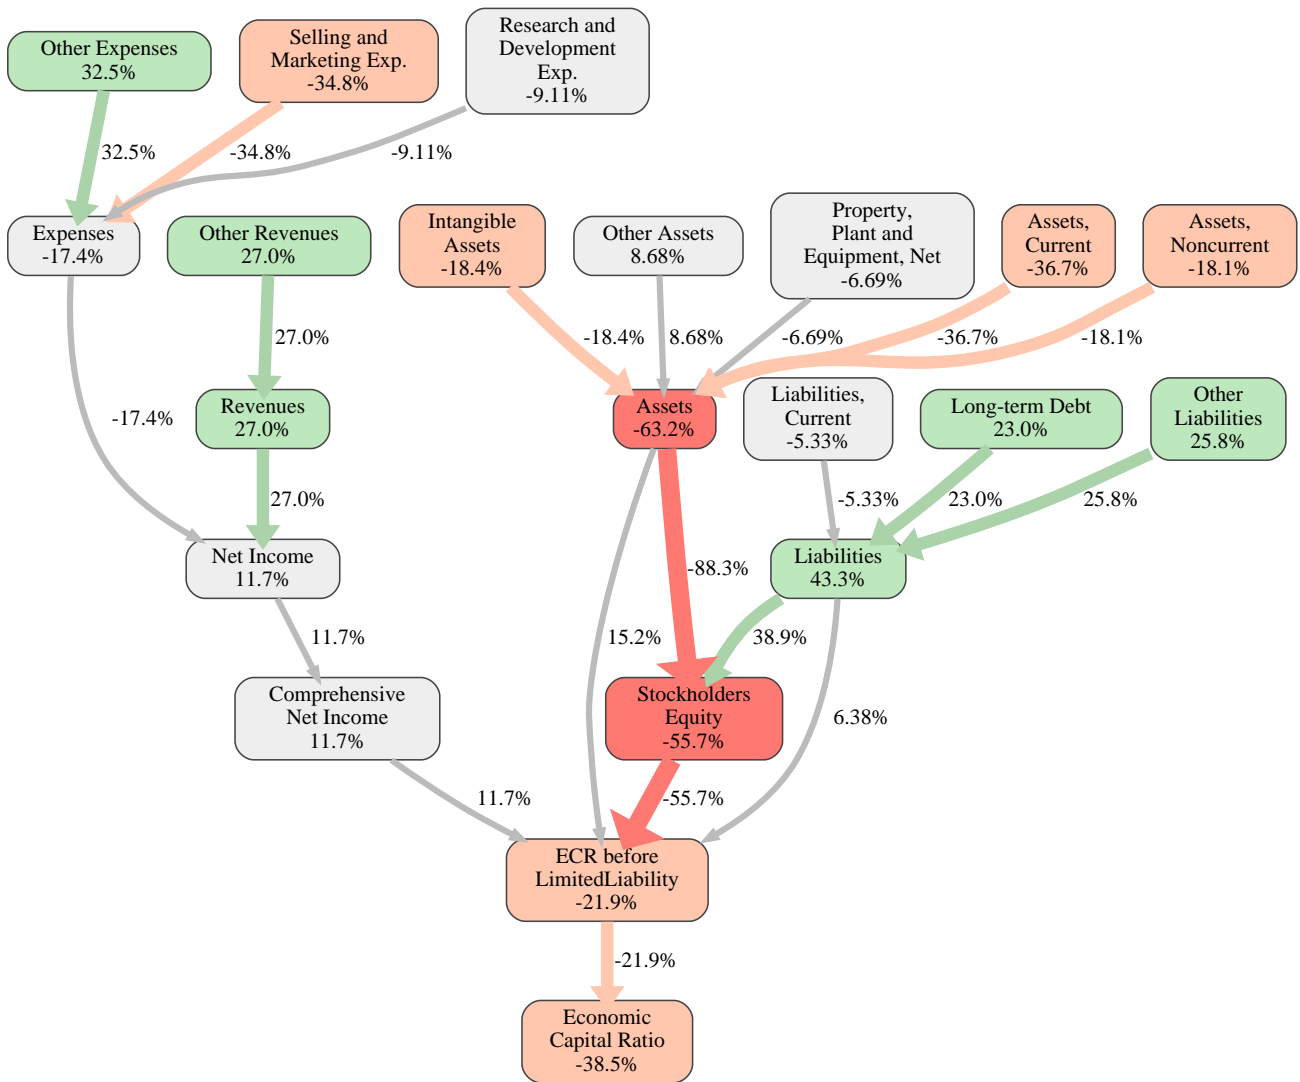 Other Expenses
32.5%
Selling and
Marketing Exp.
-34.8%
Research and
Development
Exp.
-9.11%
32.5%
-34.8%
-9.11%
Expenses
-17.4%
Other Revenues
27.0%
Intangible
Assets
-18.4%
Other Assets
8.68%
Property,
Plant and
Equipment, Net
-6.69%
Assets,
Current
-36.7%
Assets,
Noncurrent
-18.1%
27.0%
-18.4%
8.68%
-6.69%
-36.7%
-18.1%
-17.4%
Revenues
27.0%
Assets
-63.2%
Liabilities,
Current
-5.33%
Long-term Debt
23.0%
Other
Liabilities
25.8%
27.0%
-5.33%
23.0%
25.8%
Net Income
11.7%
-88.3%
Liabilities
43.3%
11.7%
15.2%
38.9%
Comprehensive
Net Income
11.7%
Stockholders
Equity
-55.7%
6.38%
11.7%
-55.7%
ECR before
LimitedLiability
-21.9%
-21.9%
Economic
Capital Ratio
-38.5%